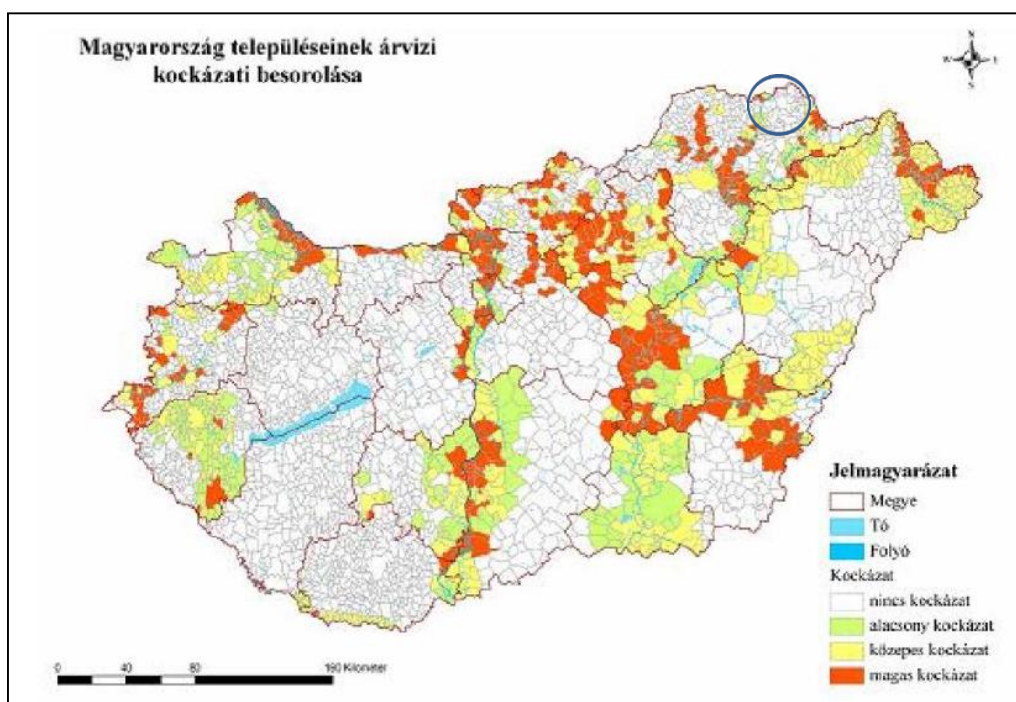 Magyarország településeinek árvizi
kockázati besorolása
N
W E
S
Jelmagyarázat
Megye
Tó
Folyó
Kockázat
nincs kockázat
alacsony kockázat
közepes kockázat
magas kockázat
0 40 80 160 Kilométer